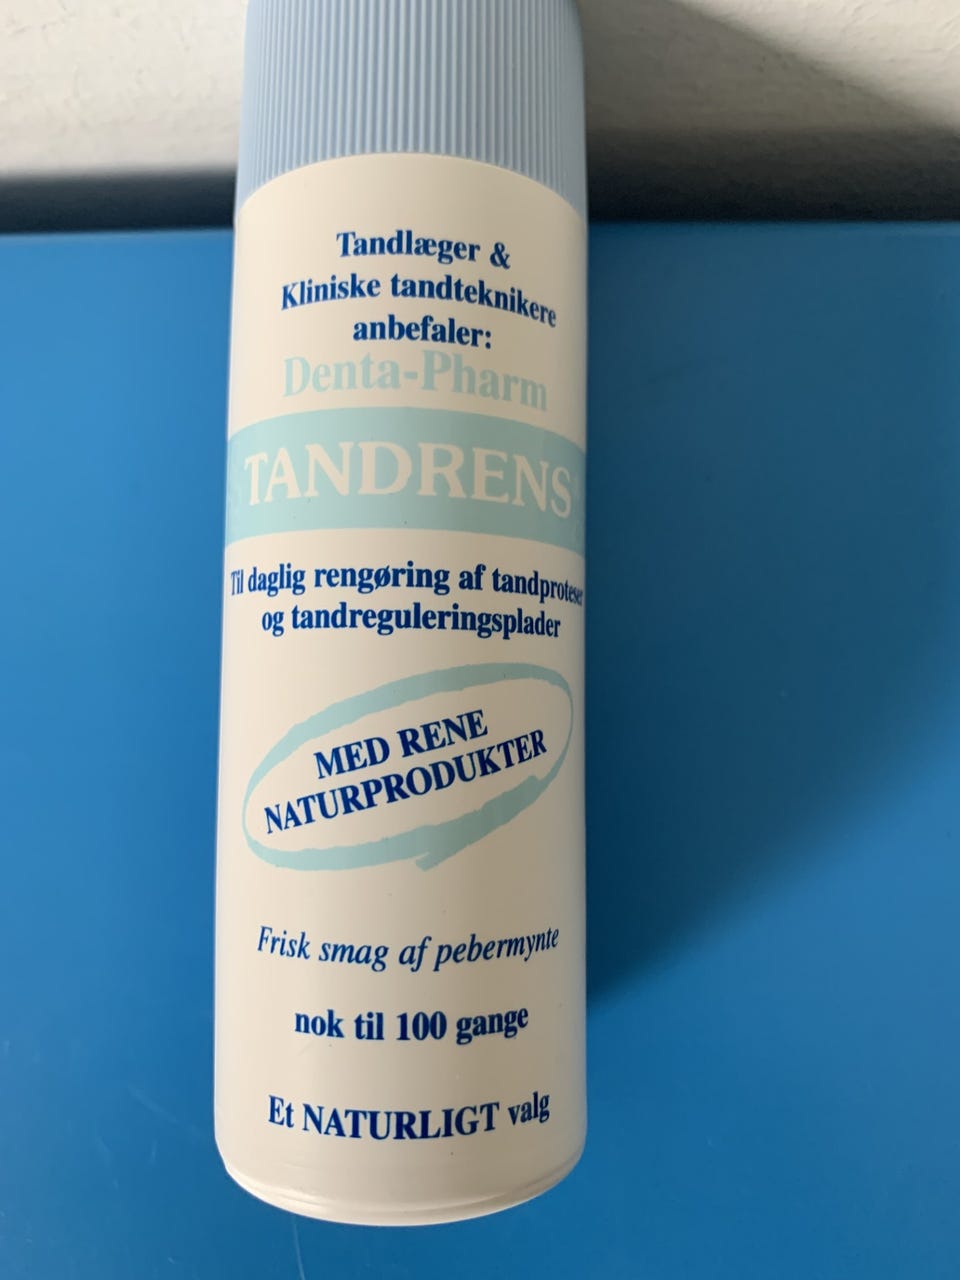 Tandlæger &
Kliniske tandteknikere
anbefaler:
Denta-Pharm
TANDRENS
Til daglig rengøring af tandproteser
og tandreguleringsplader
MED RENE
NATURPRODUKTER
Frisk smag af pebermynte
nok til 100 gange
Et NATURLIGT valg